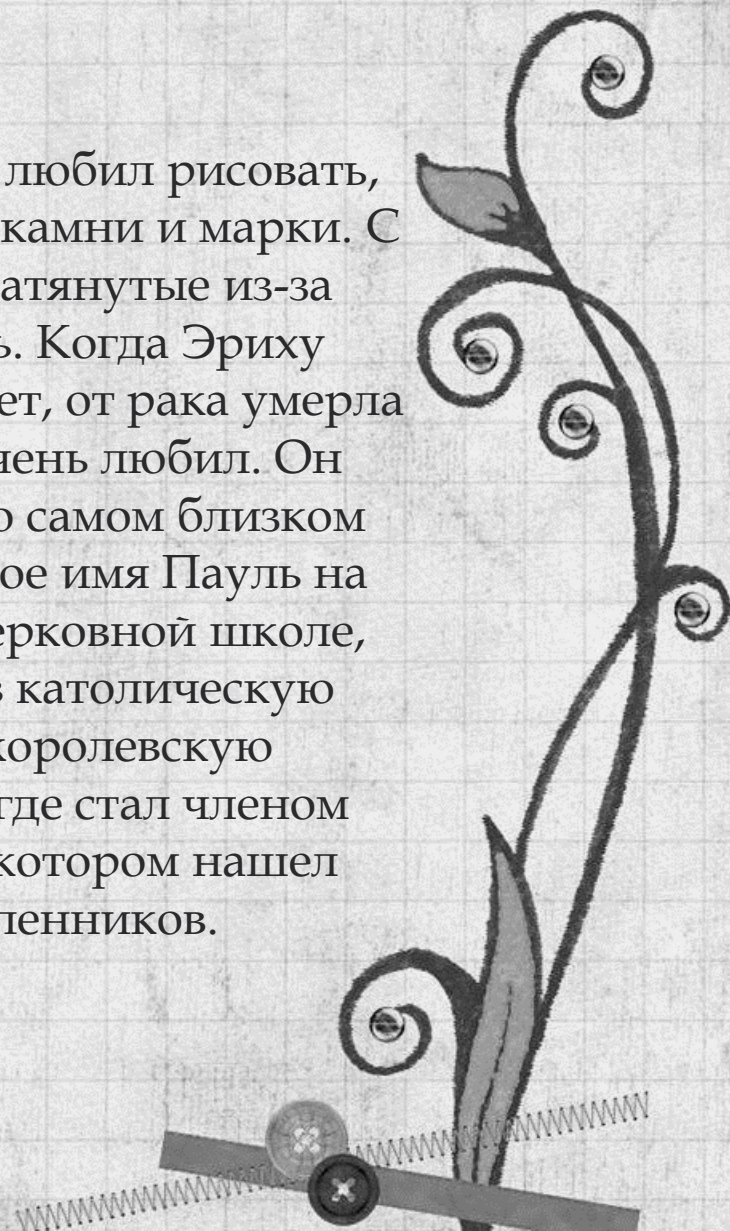 любил рисовать,
камни и марки. С
атянутые из-за
ь. Когда Эриху
ет, от рака умерла
чень любил. Он
о самом близком
ое имя Пауль на
ерковной школе,
в католическую
королевскую
где стал членом
котором нашел
ленников.